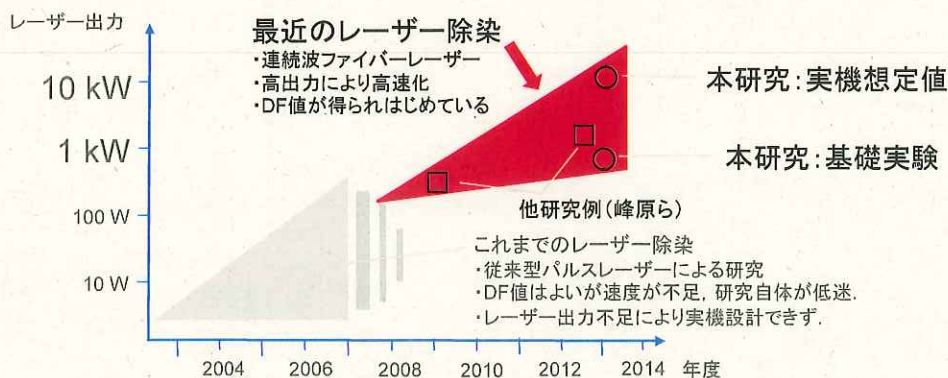 レーザー出力
最近のレーザー除染
・連続波ファイバーレーザー
・高出力により高速化
・DF値が得られはじめている
10 kW
本研究:実機想定値
1 kW
本研究:基礎実験
100 W
他研究例(峰原ら)
これまでのレーザー除染
・従来型パルスレーザーによる研究
10 W
・DF値はよいが速度が不足, 研究自体が低迷.
・レーザー出力不足により実機設計できず.
2004 2006 2008 2010 2012 2014 年度